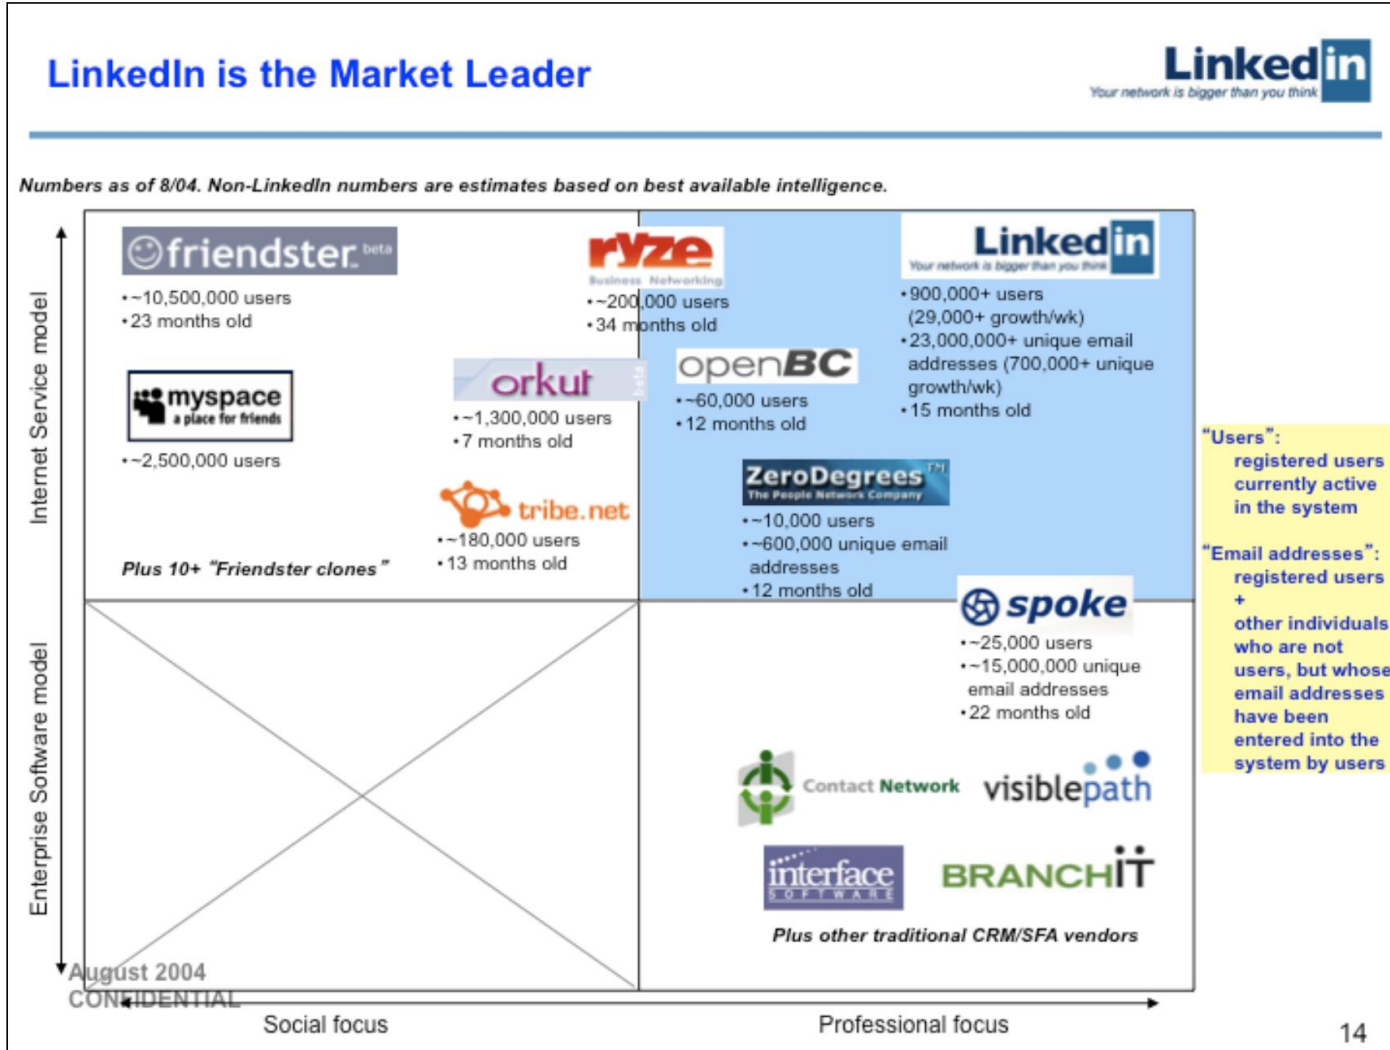 LinkedIn is the Market Leader
Linked in
Your network is bigger than you think
Numbers as of 8/04. Non-LinkedIn numbers are estimates based on best available intelligence.
Internet Service model
friendster beta
•~10,500,000 users
•23 months old
myspace
a place for friends
•~2,500,000 users
Plus 10+ "Friendster clones"
ryze
Business Networking
•~200,000 users
•34 months old
orkut beta
•~1,300,000 users
•7 months old
tribe.net
•~180,000 users
•13 months old
openBC
•~60,000 users
•12 months old
Linked in
Your network is bigger than you think
•900,000+ users
(29,000+ growth/wk)
•23,000,000+ unique email
addresses (700,000+ unique
growth/wk)
•15 months old
ZeroDegrees™
The People Network Company
•~10,000 users
•~600,000 unique email
addresses
•12 months old
Enterprise Software model
spoke
•~25,000 users
•~15,000,000 unique
email addresses
•22 months old
Contact Network
visiblepath
interface
SOFTWARE
BRANCHIT
Plus other traditional CRM/SFA vendors
"Users":
registered users
currently active
in the system
"Email addresses":
registered users
+
other individuals
who are not
users, but whose
email addresses
have been
entered into the
system by users
August 2004
CONFIDENTIAL
Social focus
Professional focus
14